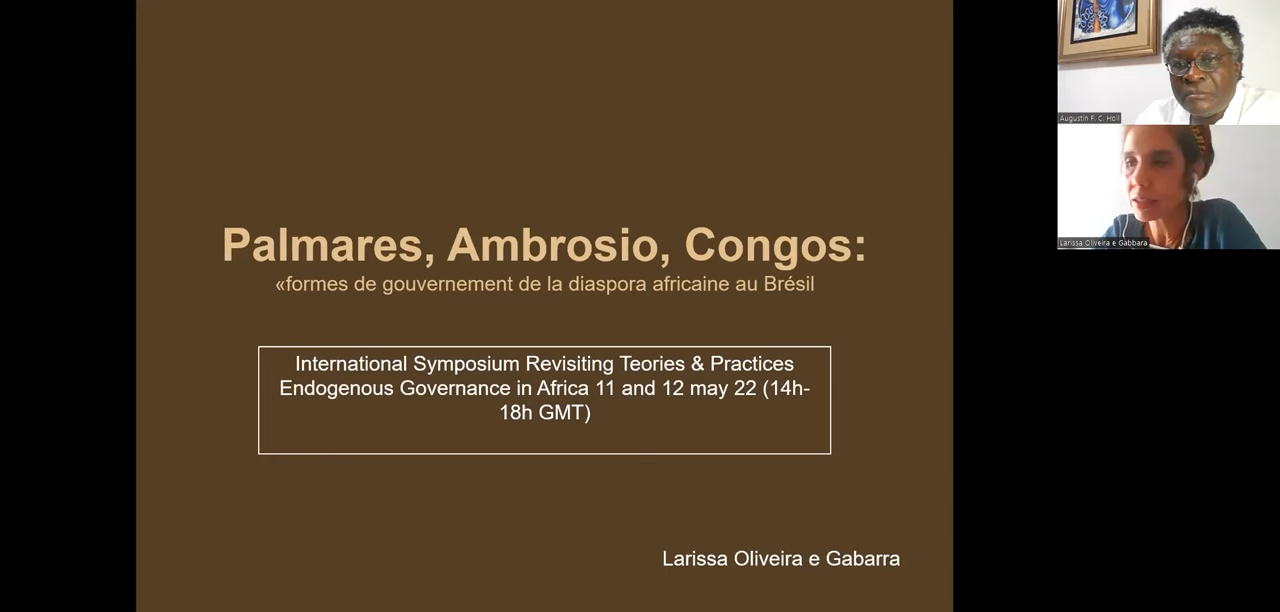 Palmares, Ambrosio, Congos:
«formes de gouvernement de la diaspora africaine au Brésil
International Symposium Revisiting Teories & Practices
Endogenous Governance in Africa 11 and 12 may 22 (14h-
18h GMT)
Larissa Oliveira e Gabarra
Augustin F. C. Holl
Larissa Oliveira e Gabbara